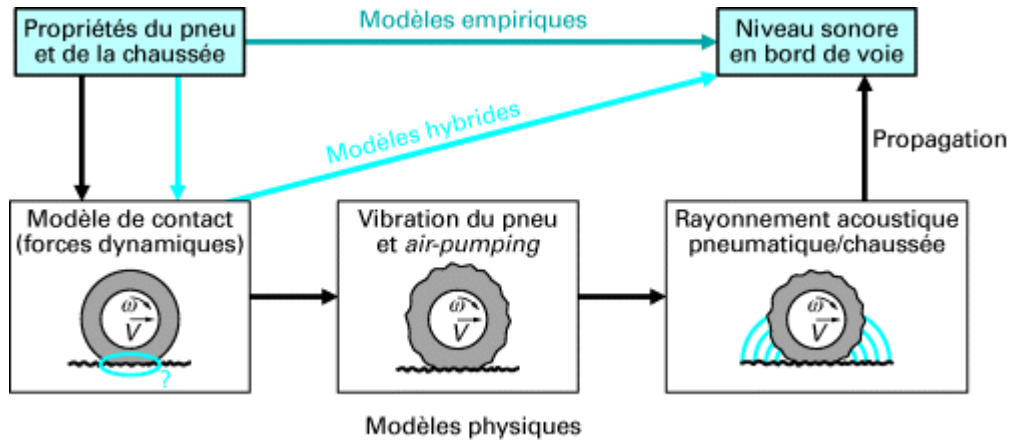 Propriétés du pneu
et de la chaussée
Modèles empiriques
Niveau sonore
en bord de voie
Modèles hybrides
Propagation
Modèle de contact
(forces dynamiques)
ω
V
?
Vibration du pneu
et air-pumping
ω
V
Rayonnement acoustique
pneumatique/chaussée
ω
V
Modèles physiques